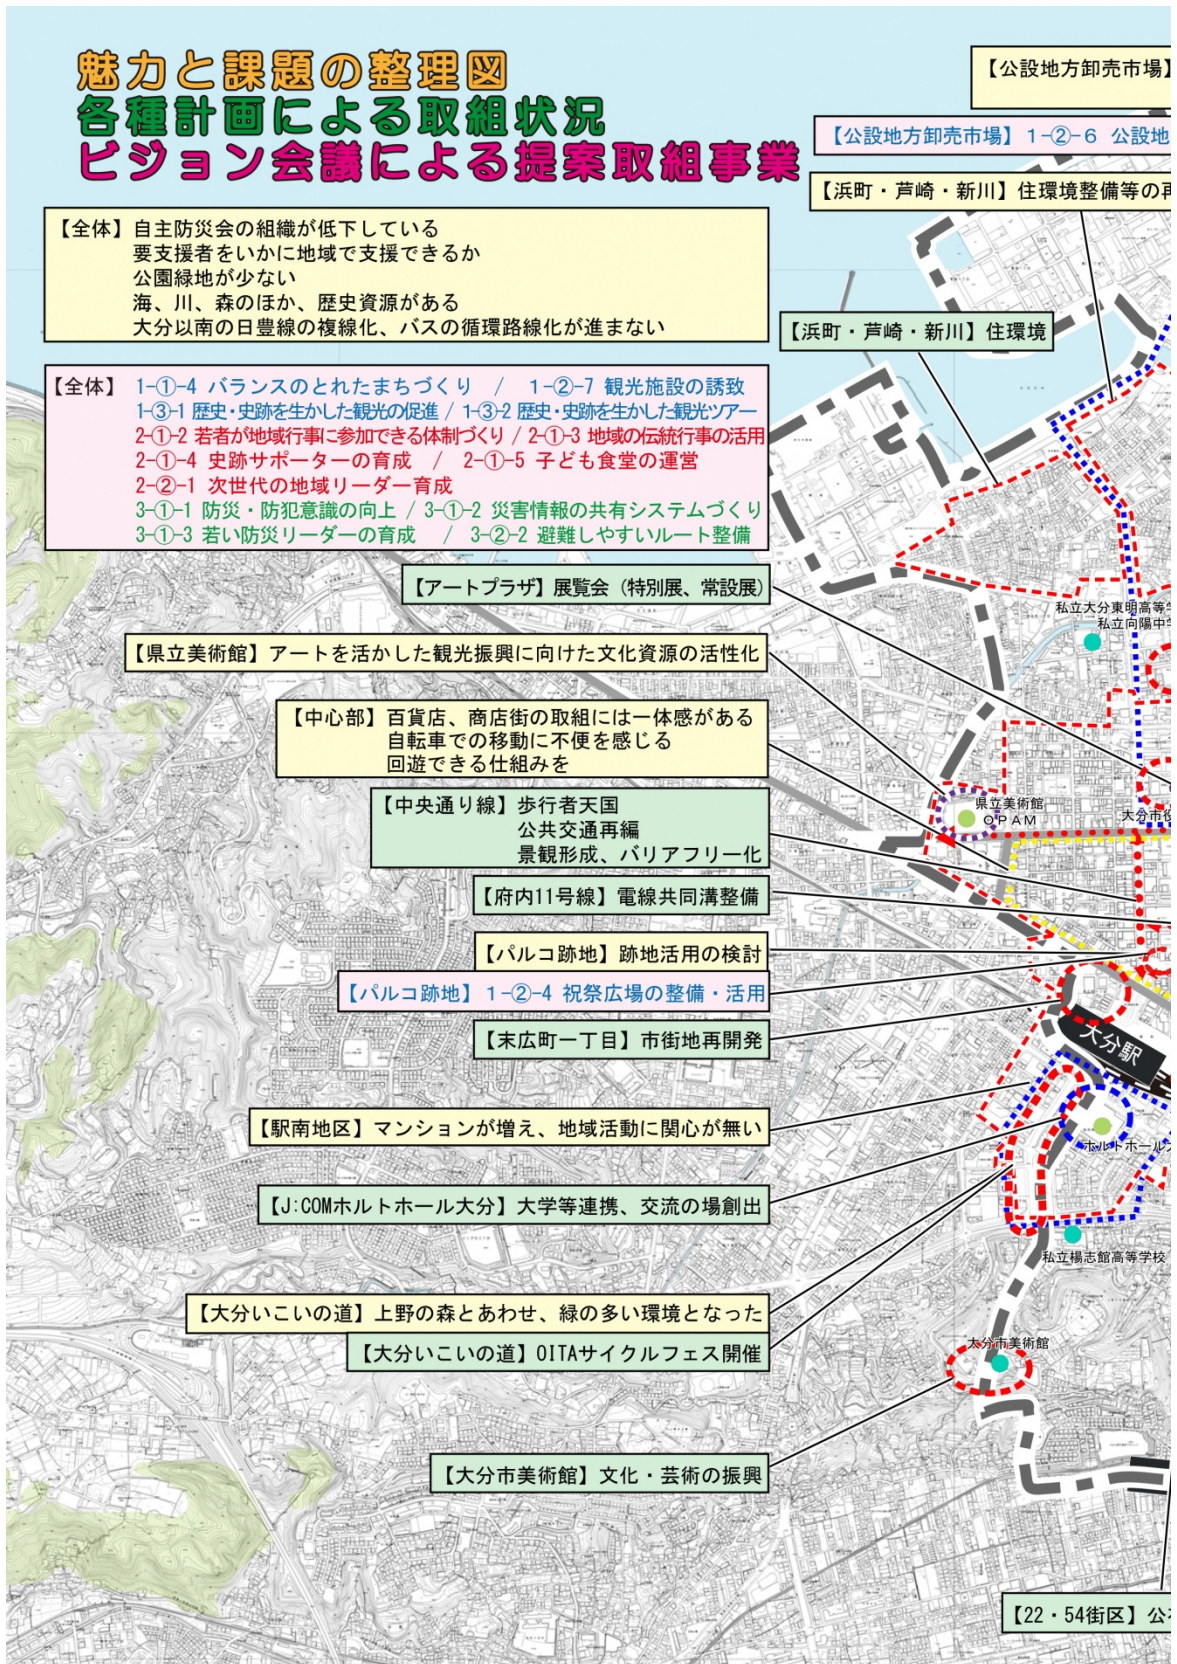 魅力と課題の整理図
各種計画による取組状況
ビジョン会議による提案取組事業
【公設地方卸売市場】
【公設地方卸売市場】1-②-6 公設地
【浜町・芦崎・新川】住環境整備等の再
【全体】自主防災会の組織が低下している
要支援者をいかに地域で支援できるか
公園緑地が少ない
海、川、森のほか、歴史資源がある
大分以南の日豊線の複線化、バスの循環路線化が進まない
【浜町・芦崎・新川】住環境
【全体】 1-①-4 バランスのとれたまちづくり / 1-②-7 観光施設の誘致
1-③-1 歴史・史跡を生かした観光の促進 / 1-③-2 歴史・史跡を生かした観光ツアー
2-①-2 若者が地域行事に参加できる体制づくり / 2-①-3 地域の伝統行事の活用
2-①-4 史跡サポーターの育成 / 2-①-5 子ども食堂の運営
2-②-1 次世代の地域リーダー育成
3-①-1 防災・防犯意識の向上 / 3-①-2 災害情報の共有システムづくり
3-①-3 若い防災リーダーの育成 / 3-②-2 避難しやすいルート整備
【アートプラザ】展覧会（特別展、常設展）
私立大分東明高等学
私立向陽中学
【県立美術館】アートを活かした観光振興に向けた文化資源の活性化
【中心部】百貨店、商店街の取組には一体感がある
自転車での移動に不便を感じる
回遊できる仕組みを
【中央通り線】歩行者天国
公共交通再編
景観形成、バリアフリー化
県立美術館
OPAM
大分市役
【府内11号線】電線共同溝整備
【パルコ跡地】跡地活用の検討
【パルコ跡地】1-②-4 祝祭広場の整備・活用
【末広町一丁目】市街地再開発
大分駅
【駅南地区】マンションが増え、地域活動に関心が無い
ホルトホール大
【J:COMホルトホール大分】大学等連携、交流の場創出
私立楊志館高等学校
【大分いこいの道】上野の森とあわせ、緑の多い環境となった
【大分いこいの道】OITAサイクルフェス開催
大分市美術館
【大分市美術館】文化・芸術の振興
【22・54街区】公